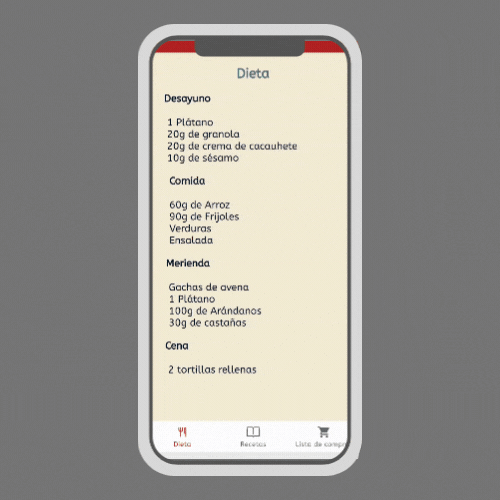 Dieta
Desayuno
1 Plátano
20g de granola
20g de crema de cacauhete
10g de sésamo
Comida
60g de Arroz
90g de Frijoles
Verduras
Ensalada
Merienda
Gachas de avena
1 Plátano
100g de Arándanos
30g de castañas
Cena
2 tortillas rellenas
Dieta Recetas Lista de compra